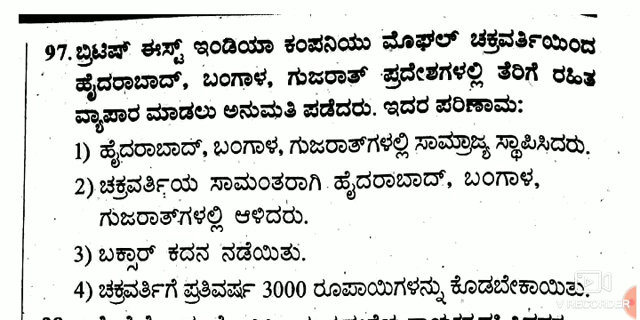 97. ಬ್ರಿಟಿಷ್ ಈಸ್ಟ್ ಇಂಡಿಯಾ ಕಂಪನಿಯು ಮೊಘಲ್ ಚಕ್ರವರ್ತಿಯಿಂದ
ಹೈದರಾಬಾದ್, ಬಂಗಾಳ, ಗುಜರಾತ್ ಪ್ರದೇಶಗಳಲ್ಲಿ ತೆರಿಗೆ ರಹಿತ
ವ್ಯಾಪಾರ ಮಾಡಲು ಅನುಮತಿ ಪಡೆದರು. ಇದರ ಪರಿಣಾಮ:
1) ಹೈದರಾಬಾದ್, ಬಂಗಾಳ, ಗುಜರಾತ್‌ಗಳಲ್ಲಿ ಸಾಮ್ರಾಜ್ಯ ಸ್ಥಾಪಿಸಿದರು.
2) ಚಕ್ರವರ್ತಿಯ ಸಾಮಂತರಾಗಿ ಹೈದರಾಬಾದ್, ಬಂಗಾಳ,
ಗುಜರಾತ್‌ಗಳಲ್ಲಿ ಆಳಿದರು.
3) ಬಕ್ಸಾರ್ ಕದನ ನಡೆಯಿತು.
4) ಚಕ್ರವರ್ತಿಗೆ ಪ್ರತಿವರ್ಷ 3000 ರೂಪಾಯಿಗಳನ್ನು ಕೊಡಬೇಕಾಯಿತು.
V RECORDER